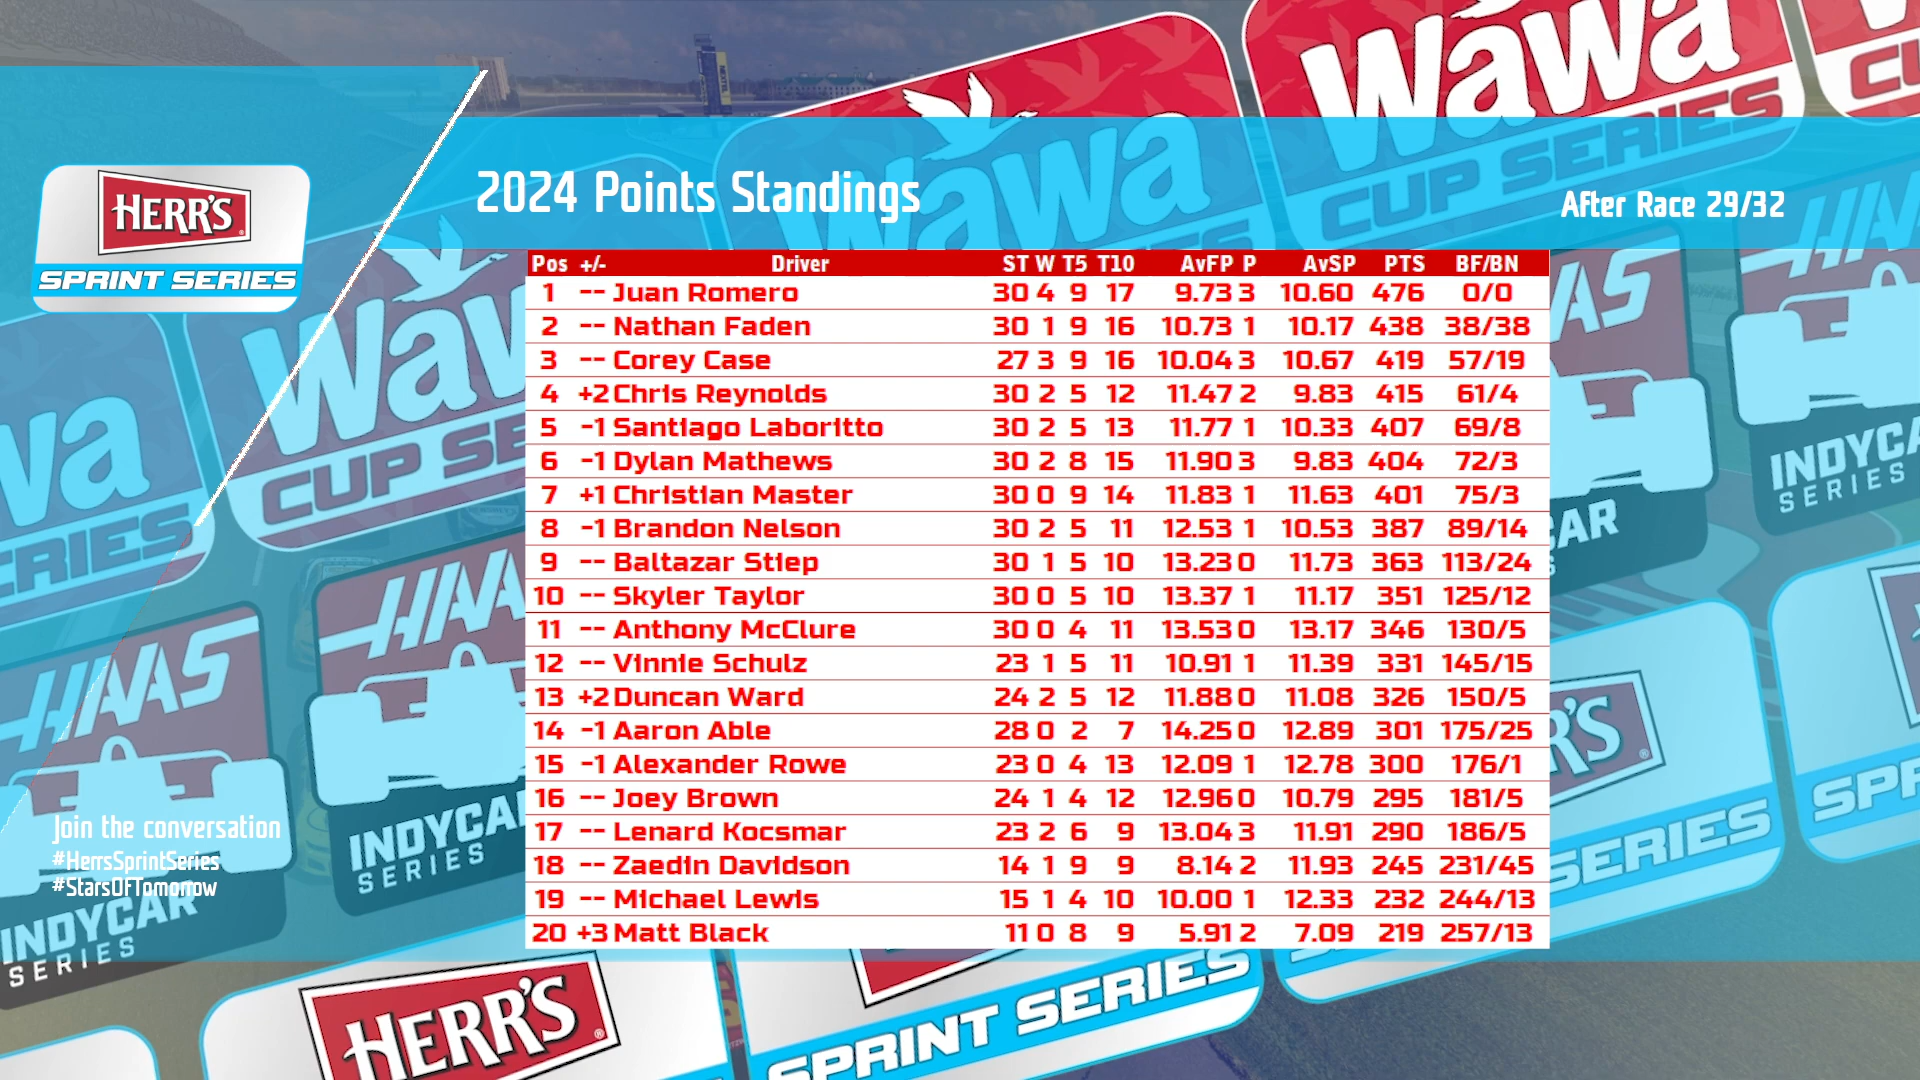 Wawa
CUP SERIES
Wawa
CUP SERIES
HERR'S
SPRINT SERIES
2024 Points Standings
After Race 29/32
Pos +/- Driver ST W T5 T10 AvFP P AvSP PTS BF/BN
1 -- Juan Romero 30 4 9 17 9.73 3 10.60 476 0/0
2 -- Nathan Faden 30 1 9 16 10.73 1 10.17 438 38/38
3 -- Corey Case 27 3 9 16 10.04 3 10.67 419 57/19
4 +2 Chris Reynolds 30 2 5 12 11.47 2 9.83 415 61/4
5 -1 Santiago Laboritto 30 2 5 13 11.77 1 10.33 407 69/8
6 -1 Dylan Mathews 30 2 8 15 11.90 3 9.83 404 72/3
7 +1 Christian Master 30 0 9 14 11.83 1 11.63 401 75/3
8 -1 Brandon Nelson 30 2 5 11 12.53 1 10.53 387 89/14
9 -- Baltazar Stiep 30 1 5 10 13.23 0 11.73 363 113/24
10 -- Skyler Taylor 30 0 5 10 13.37 1 11.17 351 125/12
11 -- Anthony McClure 30 0 4 11 13.53 0 13.17 346 130/5
12 -- Vinnie Schulz 23 1 5 11 10.91 1 11.39 331 145/15
13 +2 Duncan Ward 24 2 5 12 11.88 0 11.08 326 150/5
14 -1 Aaron Able 28 0 2 7 14.25 0 12.89 301 175/25
15 -1 Alexander Rowe 23 0 4 13 12.09 1 12.78 300 176/1
16 -- Joey Brown 24 1 4 12 12.96 0 10.79 295 181/5
17 -- Lenard Kocsmar 23 2 6 9 13.04 3 11.91 290 186/5
18 -- Zaedin Davidson 14 1 9 9 8.14 2 11.93 245 231/45
19 -- Michael Lewis 15 1 4 10 10.00 1 12.33 232 244/13
20 +3 Matt Black 11 0 8 9 5.91 2 7.09 219 257/13
Join the conversation
#HerrsSprintSeries
#StarsOfTomorrow
HAAS
INDYCAR
SERIES
HERR'S
SPRINT SERIES